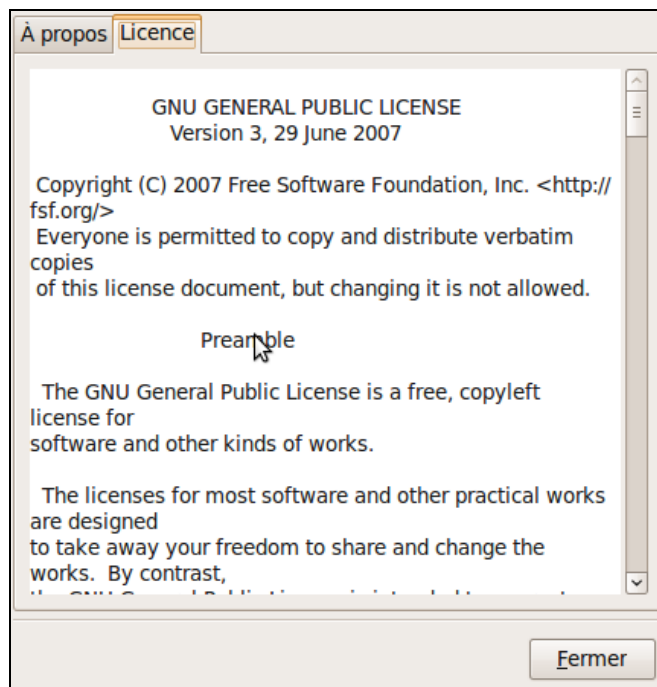 À propos Licence
GNU GENERAL PUBLIC LICENSE
Version 3, 29 June 2007
Copyright (C) 2007 Free Software Foundation, Inc. <http://
fsf.org/>
Everyone is permitted to copy and distribute verbatim
copies
of this license document, but changing it is not allowed.
Preamble
The GNU General Public License is a free, copyleft
license for
software and other kinds of works.
The licenses for most software and other practical works
are designed
to take away your freedom to share and change the
works.  By contrast,
Fermer